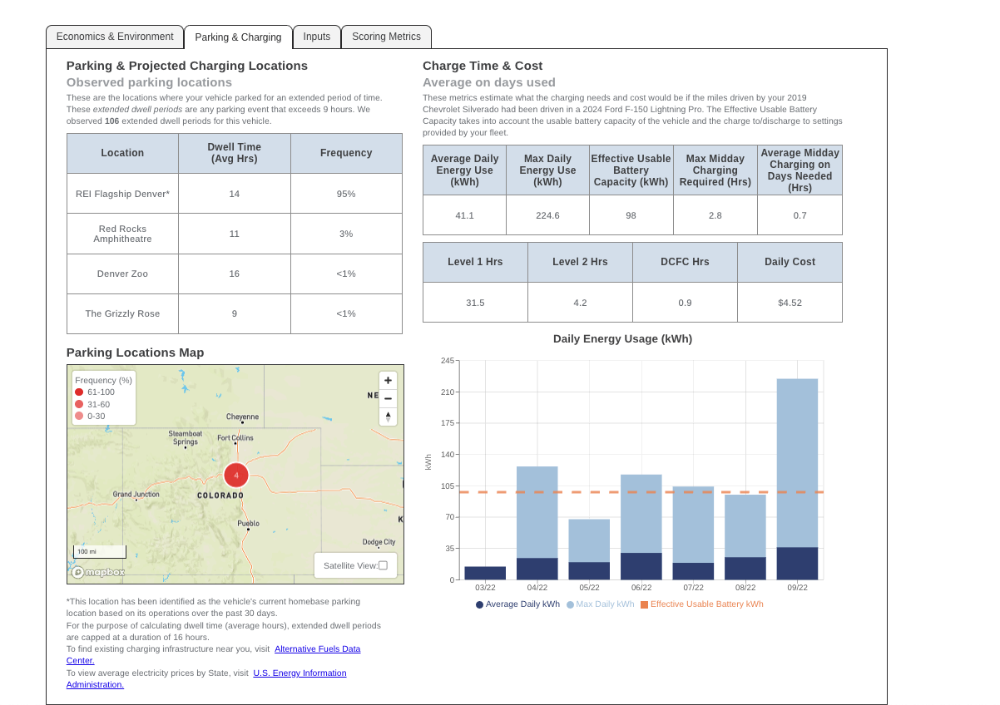 Economics & Environment
Parking & Charging
Inputs
Scoring Metrics
Parking & Projected Charging Locations
Observed parking locations
These are the locations where your vehicle parked for an extended period of time.
These extended dwell periods are any parking event that exceeds 9 hours. We
observed 106 extended dwell periods for this vehicle.
Location
Dwell Time
(Avg Hrs)
Frequency
REI Flagship Denver*
14
95%
Red Rocks
Amphitheatre
11
3%
Denver Zoo
16
<1%
The Grizzly Rose
9
<1%
Parking Locations Map
Frequency (%)
61-100
31-60
0-30
+
−
NE
Cheyenne
Steamboat
Springs
Fort Collins
4
Grand Junction
COLORADO
Pueblo
K
Dodge City
100 mi
mapbox
Satellite View:
*This location has been identified as the vehicle's current homebase parking
location based on its operations over the past 30 days.
For the purpose of calculating dwell time (average hours), extended dwell periods
are capped at a duration of 16 hours.
To find existing charging infrastructure near you, visit Alternative Fuels Data
Center.
To view average electricity prices by State, visit U.S. Energy Information
Administration.
Charge Time & Cost
Average on days used
These metrics estimate what the charging needs and cost would be if the miles driven by your 2019
Chevrolet Silverado had been driven in a 2024 Ford F-150 Lightning Pro. The Effective Usable Battery
Capacity takes into account the usable battery capacity of the vehicle and the charge to/discharge to settings
provided by your fleet.
Average Daily
Energy Use
(kWh)
Max Daily
Energy Use
(kWh)
Effective Usable
Battery
Capacity (kWh)
Max Midday
Charging
Required (Hrs)
Average Midday
Charging on
Days Needed
(Hrs)
41.1
224.6
98
2.8
0.7
Level 1 Hrs
Level 2 Hrs
DCFC Hrs
Daily Cost
31.5
4.2
0.9
$4.52
Daily Energy Usage (kWh)
245
210
175
140
105
70
35
0
kWh
03/22
04/22
05/22
06/22
07/22
08/22
09/22
Average Daily kWh
Max Daily kWh
Effective Usable Battery kWh